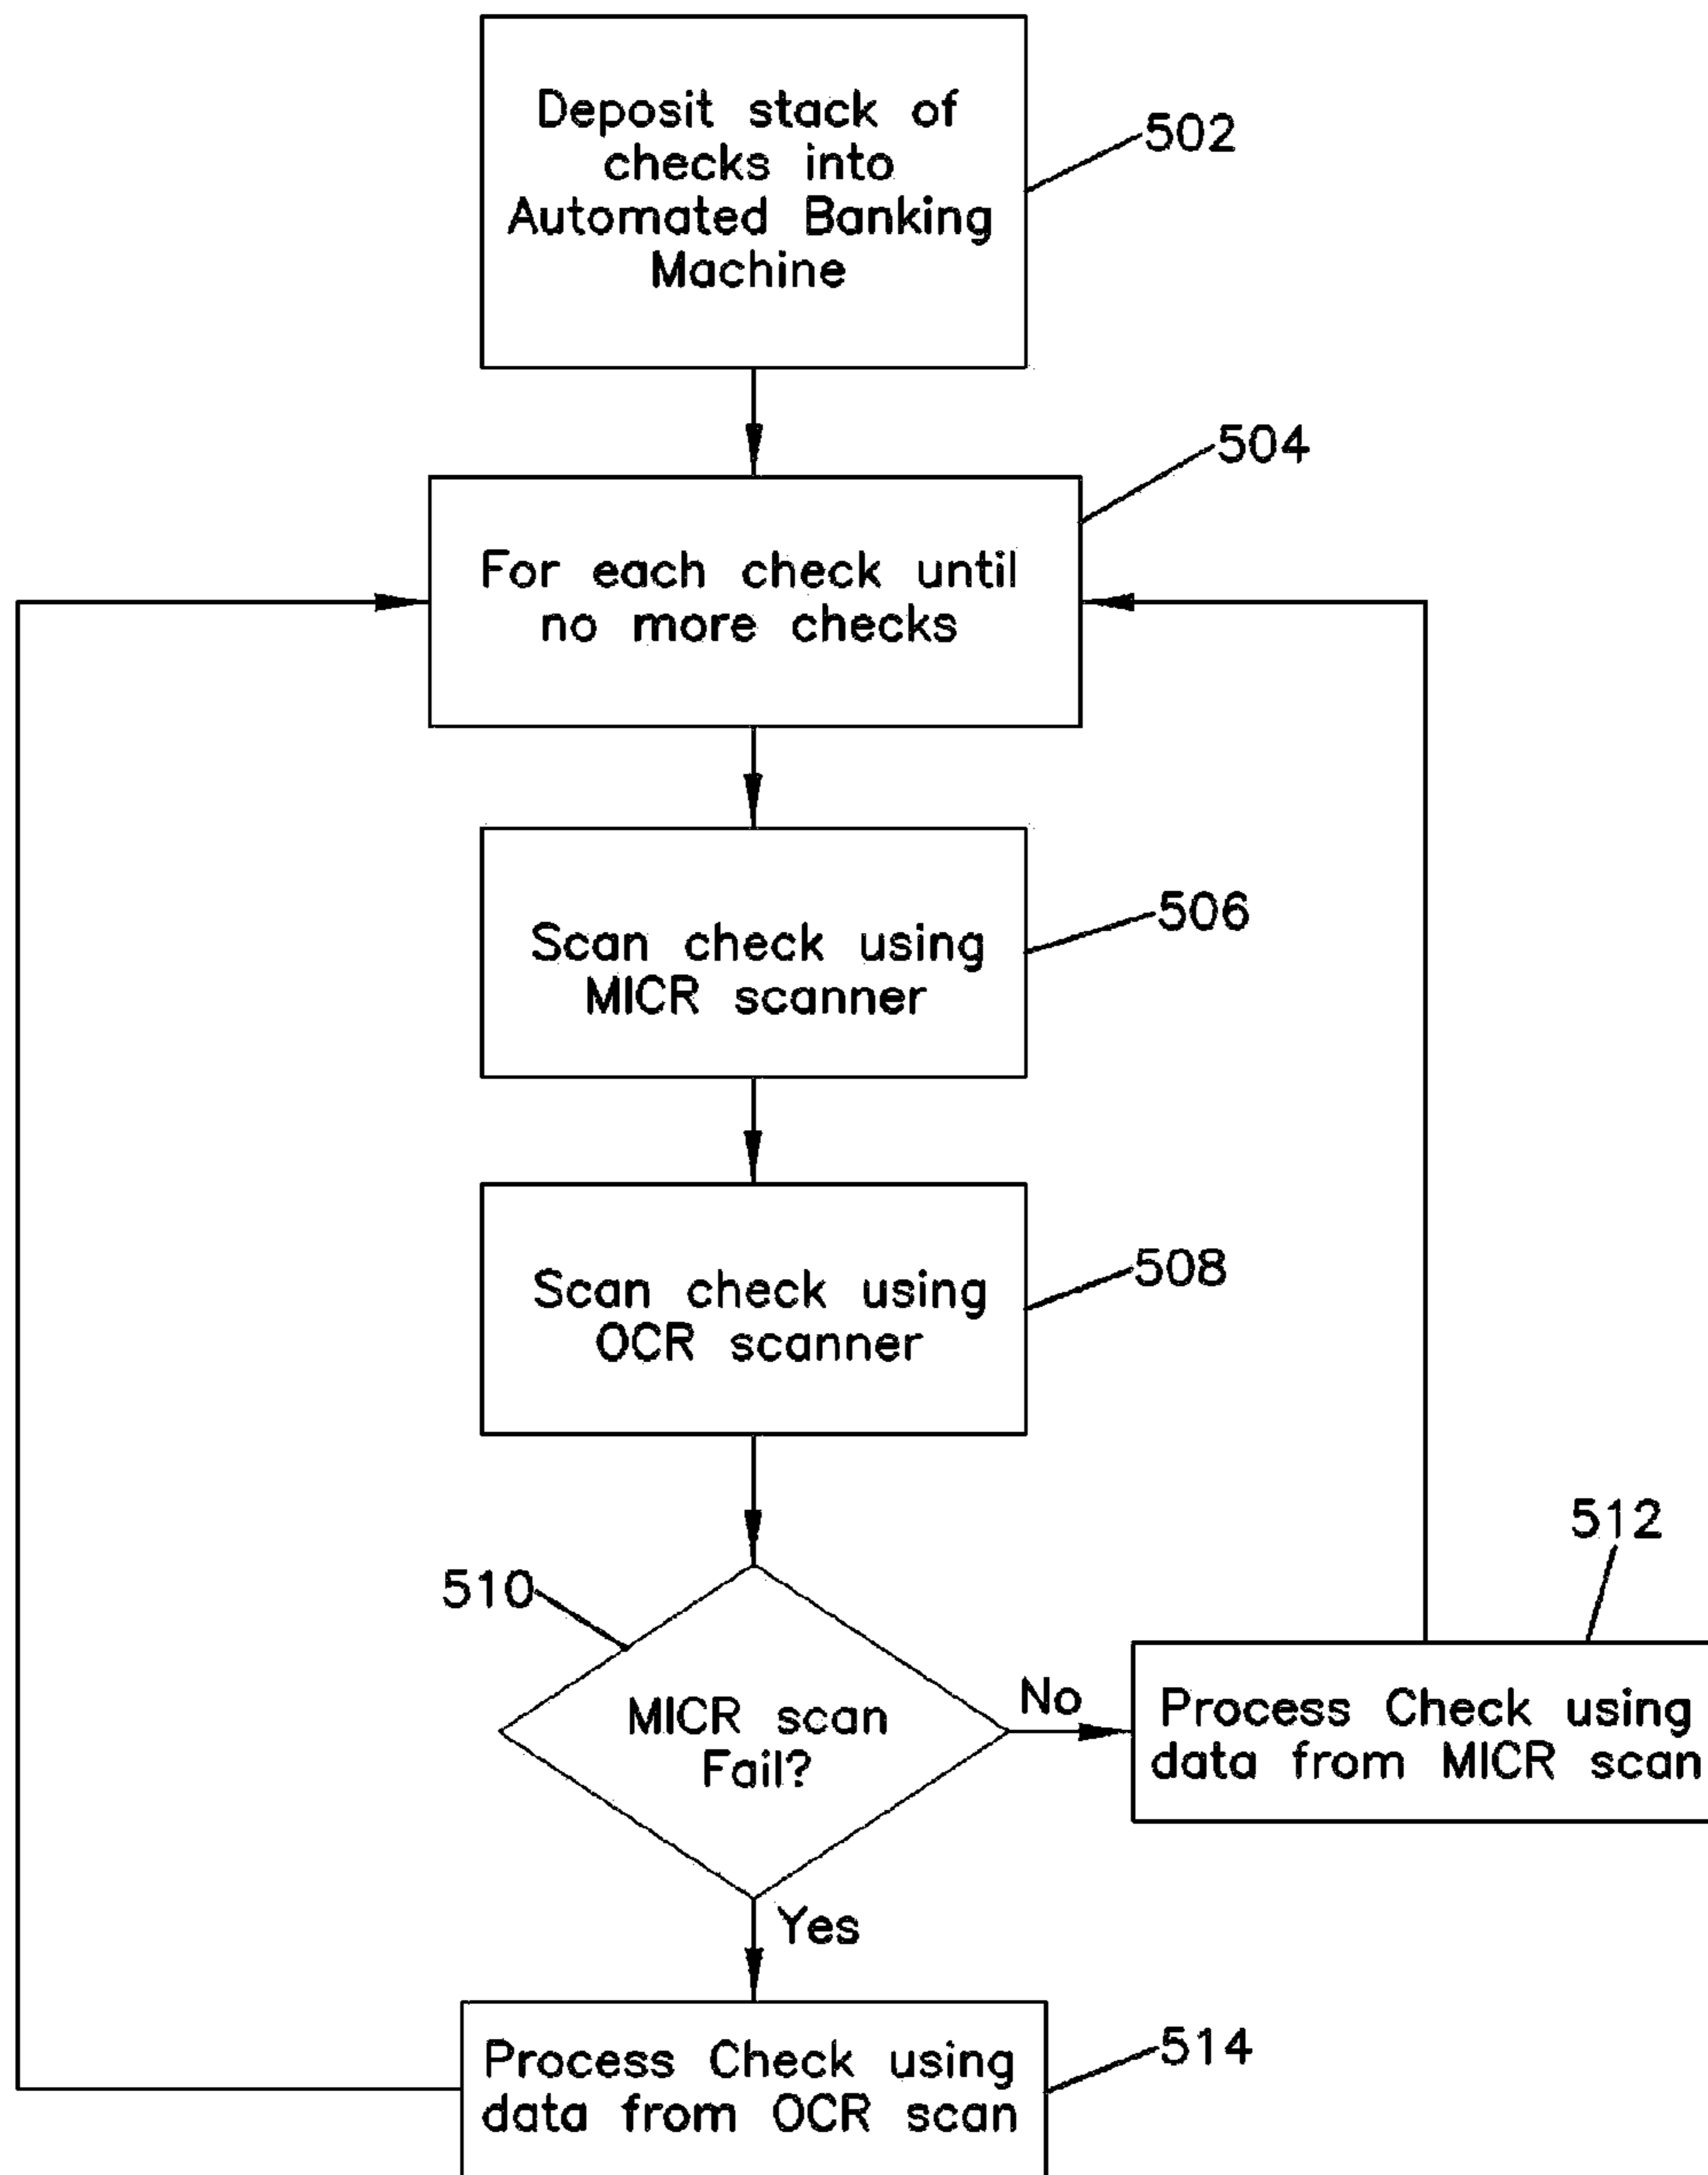 Deposit stack of
checks into
Automated Banking
Machine
502
504
For each check until
no more checks
506
Scan check using
MICR scanner
508
Scan check using
OCR scanner
510
MICR scan
Fail?
No
512
Process Check using
data from MICR scan
Yes
514
Process Check using
data from OCR scan